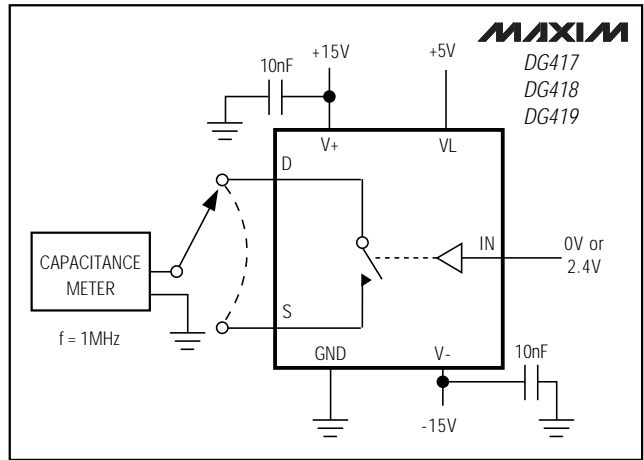 MAXIM
DG417
DG418
DG419
+15V
+5V
10nF
V+
VL
D
IN
0V or
2.4V
CAPACITANCE
METER
f = 1MHz
S
GND
V-
10nF
-15V